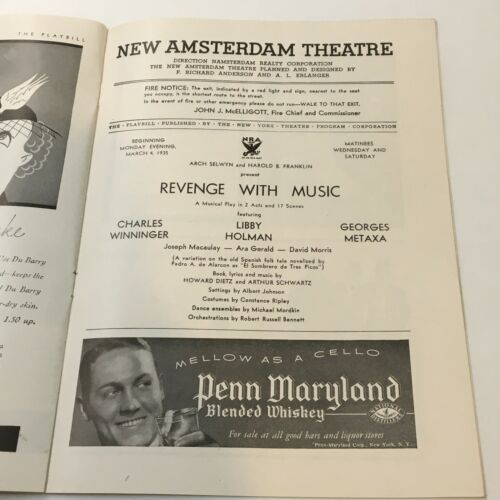 THE PLAYBILL
ke
're Du Barry
d—keeps the
l Du Barry
r-dry skin.
1.50 up.
NEW AMSTERDAM THEATRE
DIRECTION NAMSTERDAM REALTY CORPORATION
THE NEW AMSTERDAM THEATRE PLANNED AND DESIGNED BY
F. RICHARD ANDERSON AND A. L. ERLANGER
FIRE NOTICE: The exit, indicated by a red light and sign, nearest to the seat
you occupy, is the shortest route to the street.
In the event of fire or other emergency please do not run—WALK TO THAT EXIT.
JOHN J. McELLIGOTT, Fire Chief and Commissioner
THE · PLAYBILL · PUBLISHED · BY · THE · NEW · YORK · THEATRE · PROGRAM · CORPORATION
BEGINNING
MONDAY EVENING,
MARCH 4, 1935
NRA
MATINEES
WEDNESDAY AND
SATURDAY
ARCH SELWYN and HAROLD B. FRANKLIN
present
REVENGE WITH MUSIC
A Musical Play in 2 Acts and 17 Scenes
featuring
CHARLES WINNINGER
LIBBY HOLMAN
GEORGES METAXA
Joseph Macaulay — Ara Gerald — David Morris
(A variation on the old Spanish folk tale novelized by
Pedro A. de Alarcon as "El Sombrero de Tres Picos")
Book, lyrics and music by
HOWARD DIETZ and ARTHUR SCHWARTZ
Settings by Albert Johnson
Costumes by Constance Ripley
Dance ensembles by Michael Mordkin
Orchestrations by Robert Russell Bennett
MELLOW AS A CELLO
Penn Maryland
Blended Whiskey
NATIONAL DISTILLERS
For sale at all good bars and liquor stores
Penn-Maryland Corp., New York, N. Y.